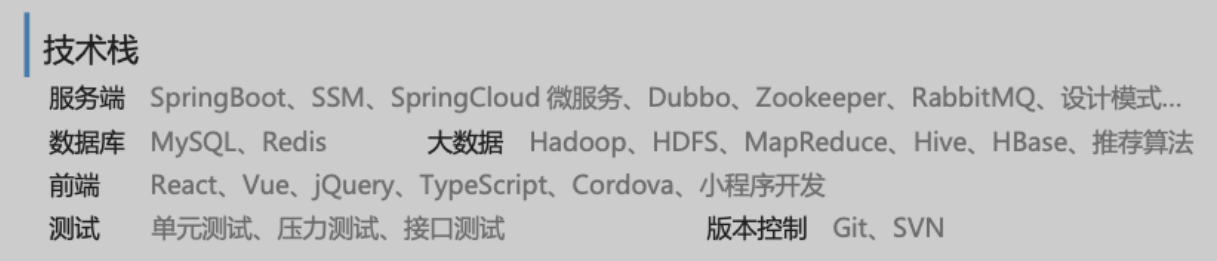 技术栈
服务端 SpringBoot、SSM、SpringCloud 微服务、Dubbo、Zookeeper、RabbitMQ、设计模式...
数据库 MySQL、Redis 大数据 Hadoop、HDFS、MapReduce、Hive、HBase、推荐算法
前端 React、Vue、jQuery、TypeScript、Cordova、小程序开发
测试 单元测试、压力测试、接口测试 版本控制 Git、SVN